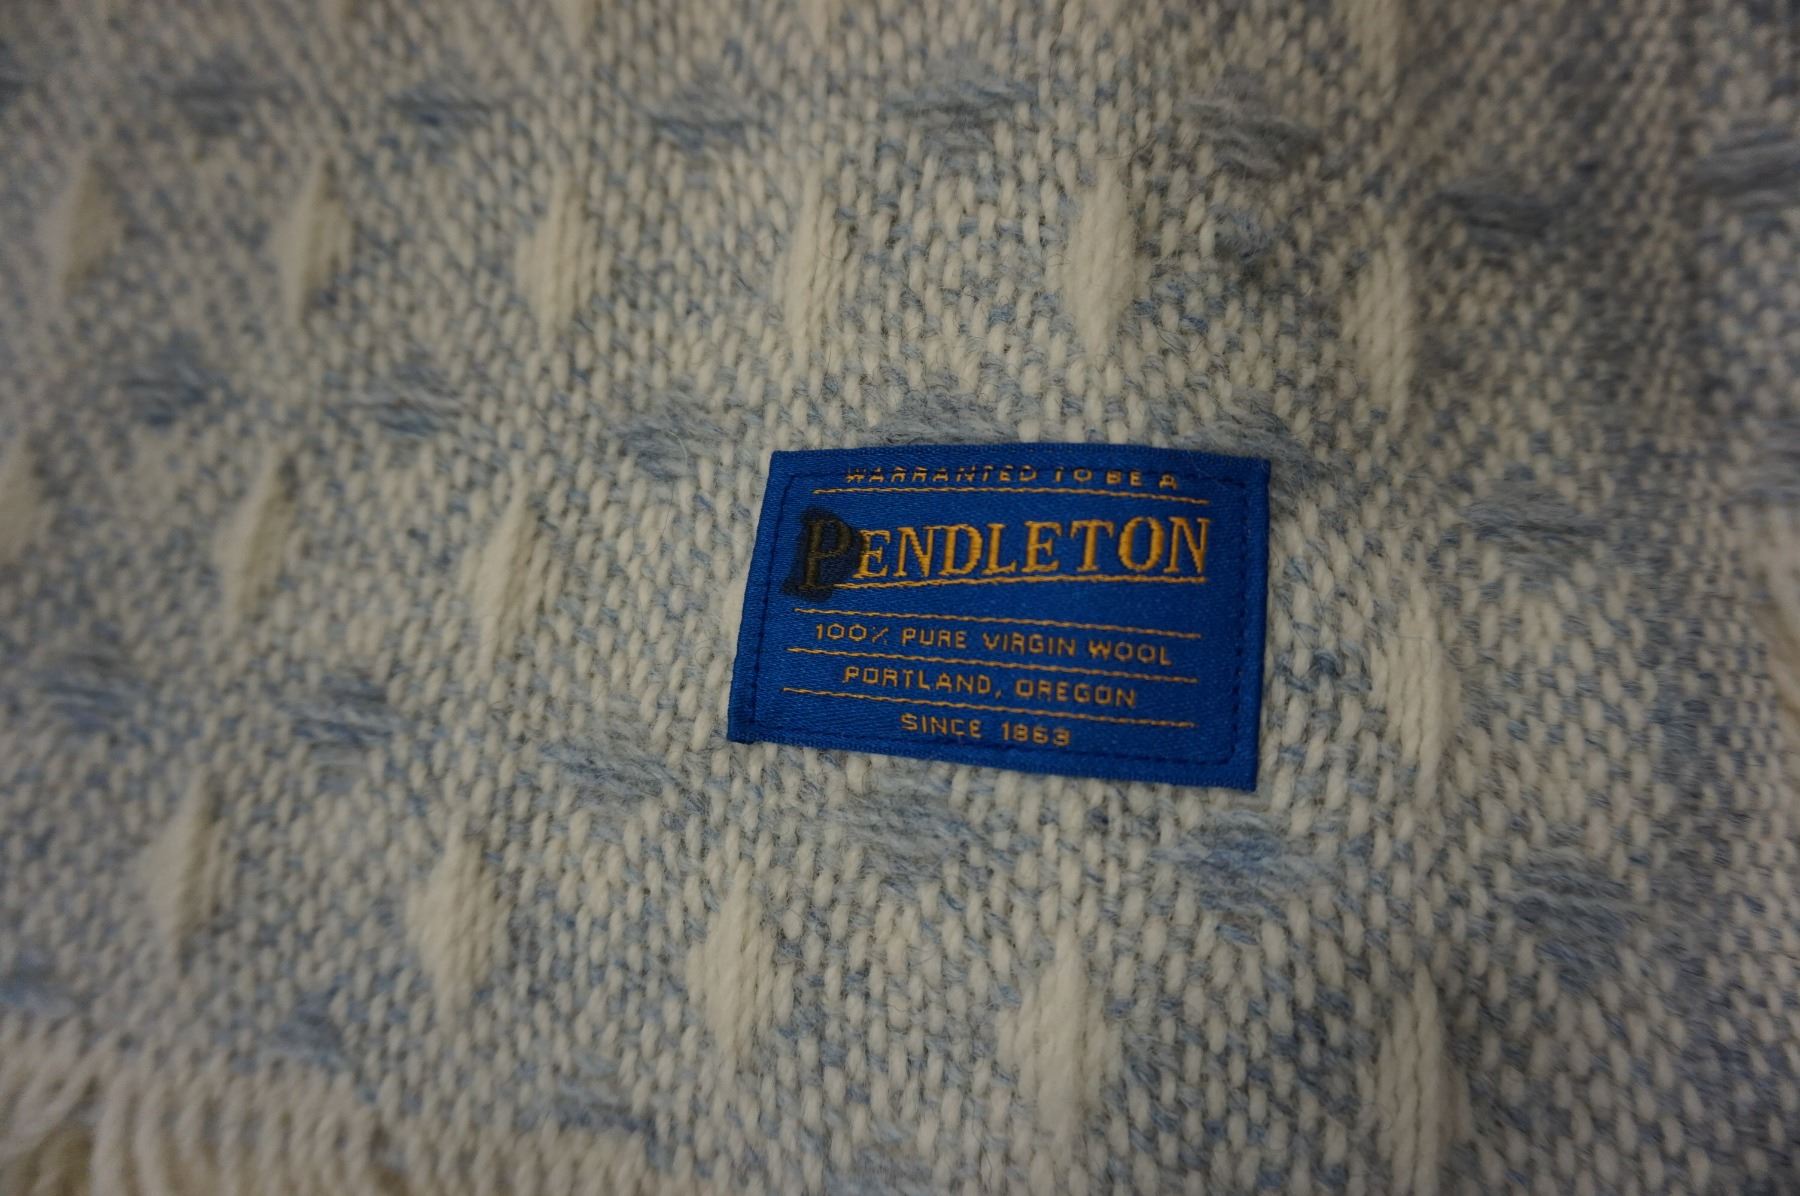 WARRANTED TO BE A
PENDLETON
100% PURE VIRGIN WOOL
PORTLAND, OREGON
SINCE 1863